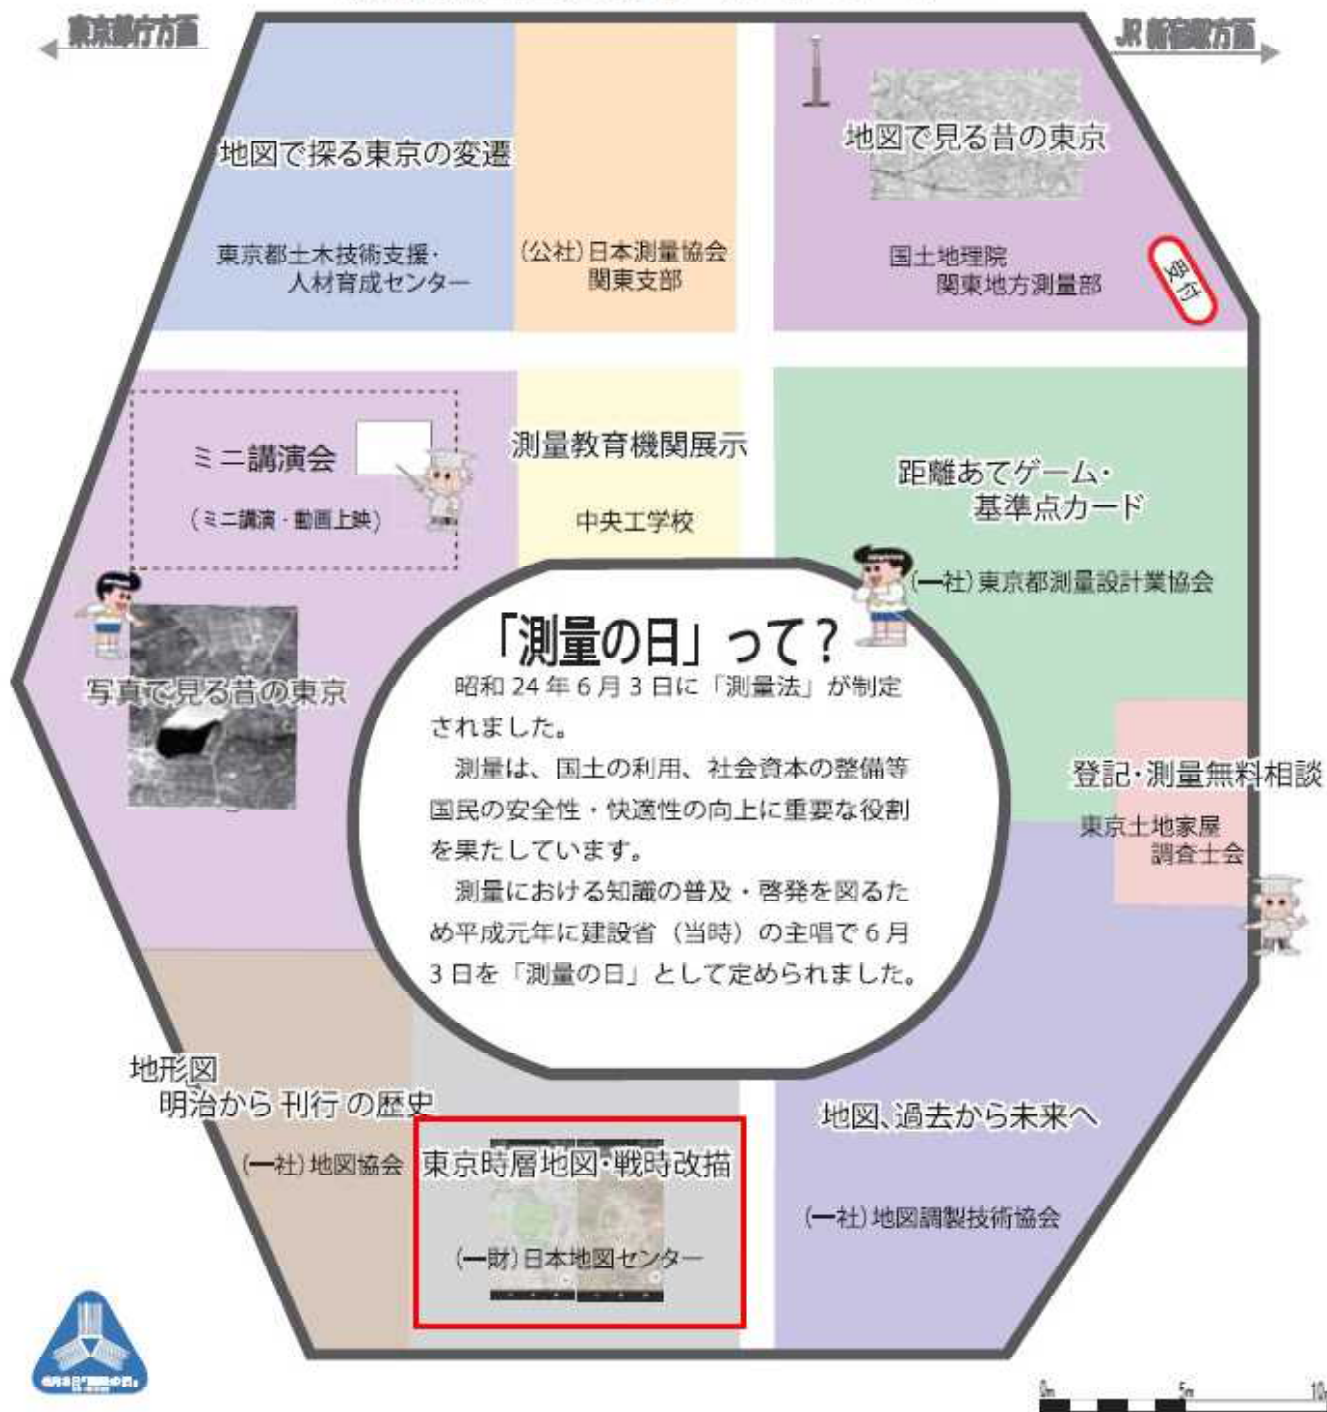 東京都庁方面
JR 新宿駅方面
地図で探る東京の変遷
東京都土木技術支援・
人材育成センター
(公社)日本測量協会
関東支部
地図で見る昔の東京
国土地理院
関東地方測量部
受付
ミニ講演会
(ミニ講演・動画上映)
測量教育機関展示
中央工学校
距離あてゲーム・
基準点カード
(一社)東京都測量設計業協会
写真で見る昔の東京
「測量の日」って?
昭和 24 年 6 月 3 日に「測量法」が制定
されました。
測量は、国土の利用、社会資本の整備等
国民の安全性・快適性の向上に重要な役割
を果たしています。
測量における知識の普及・啓発を図るた
め平成元年に建設省(当時)の主唱で 6 月
3 日を「測量の日」として定められました。
登記・測量無料相談
東京土地家屋
調査士会
地形図
明治から 刊行 の歴史
(一社)地図協会
東京時層地図・戦時改描
(一財)日本地図センター
地図、過去から未来へ
(一社)地図調製技術協会
6月3日「測量の日」
0m 5m